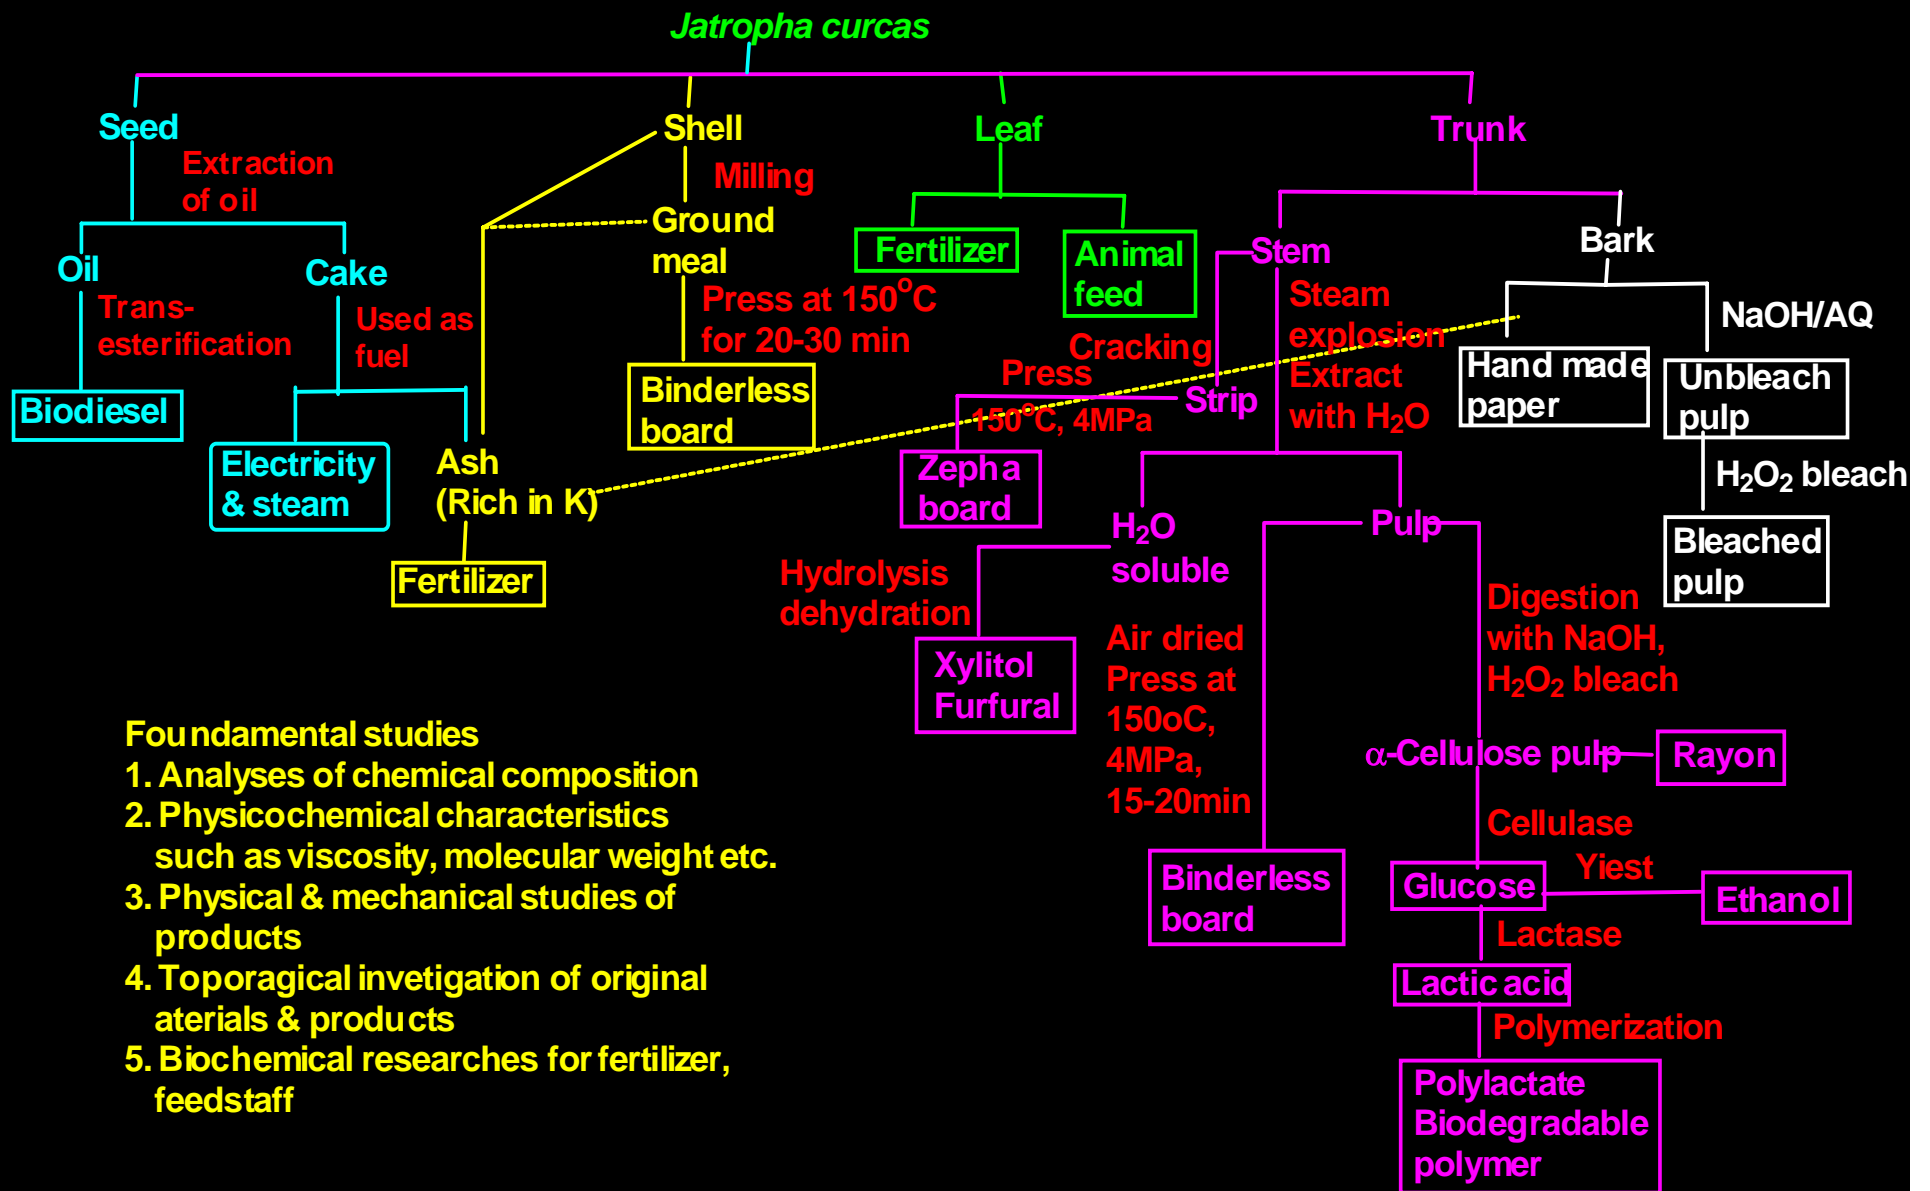 Jatropha curcas
Seed
Shell
Leaf
Trunk
Extraction
of oil
Milling
Ground
meal
Fertilizer
Animal
feed
Stem
Bark
Oil
Cake
Trans-
esterification
Used as
fuel
Press at 150°C
for 20-30 min
Cracking
Steam
explosion
Extract
with H₂O
NaOH/AQ
Hand made
paper
Unbleach
pulp
Biodiesel
Binderless
board
Press
150°C, 4MPa
Strip
Electricity
& steam
Ash
(Rich in K)
Zepha
board
H₂O₂ bleach
Fertilizer
H₂O
soluble
Pulp
Bleached
pulp
Hydrolysis
dehydration
Xylitol
Furfural
Air dried
Press at
150oC,
4MPa,
15-20min
Digestion
with NaOH,
H₂O₂ bleach
α-Cellulose pulp
Rayon
Cellulase
Yiest
Binderless
board
Glucose
Ethanol
Lactase
Lactic acid
Polymerization
Polylactate
Biodegradable
polymer
Foundamental studies
1. Analyses of chemical composition
2. Physicochemical characteristics
such as viscosity, molecular weight etc.
3. Physical & mechanical studies of
products
4. Toporagical invetigation of original
aterials & products
5. Biochemical researches for fertilizer,
feedstaff